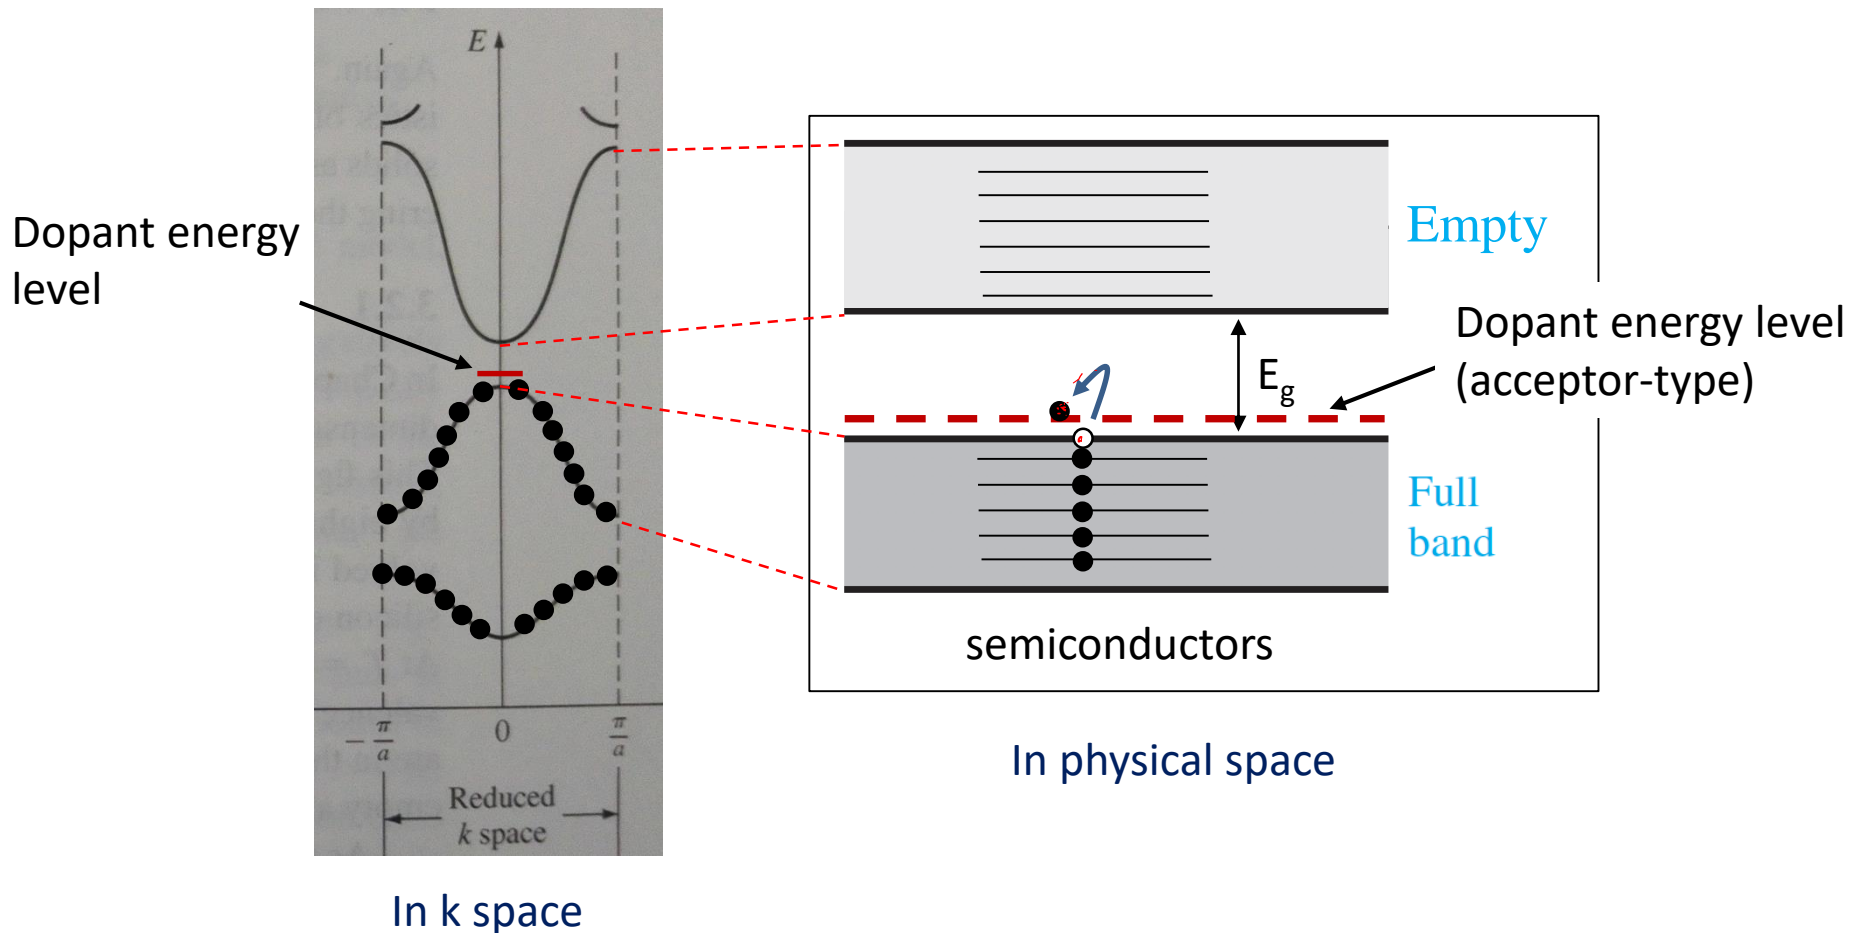 E
Dopant energy
level
− π/a
0
π/a
Reduced
k space
In k space
Empty
Dopant energy level
(acceptor-type)
Eg
Full
band
semiconductors
In physical space